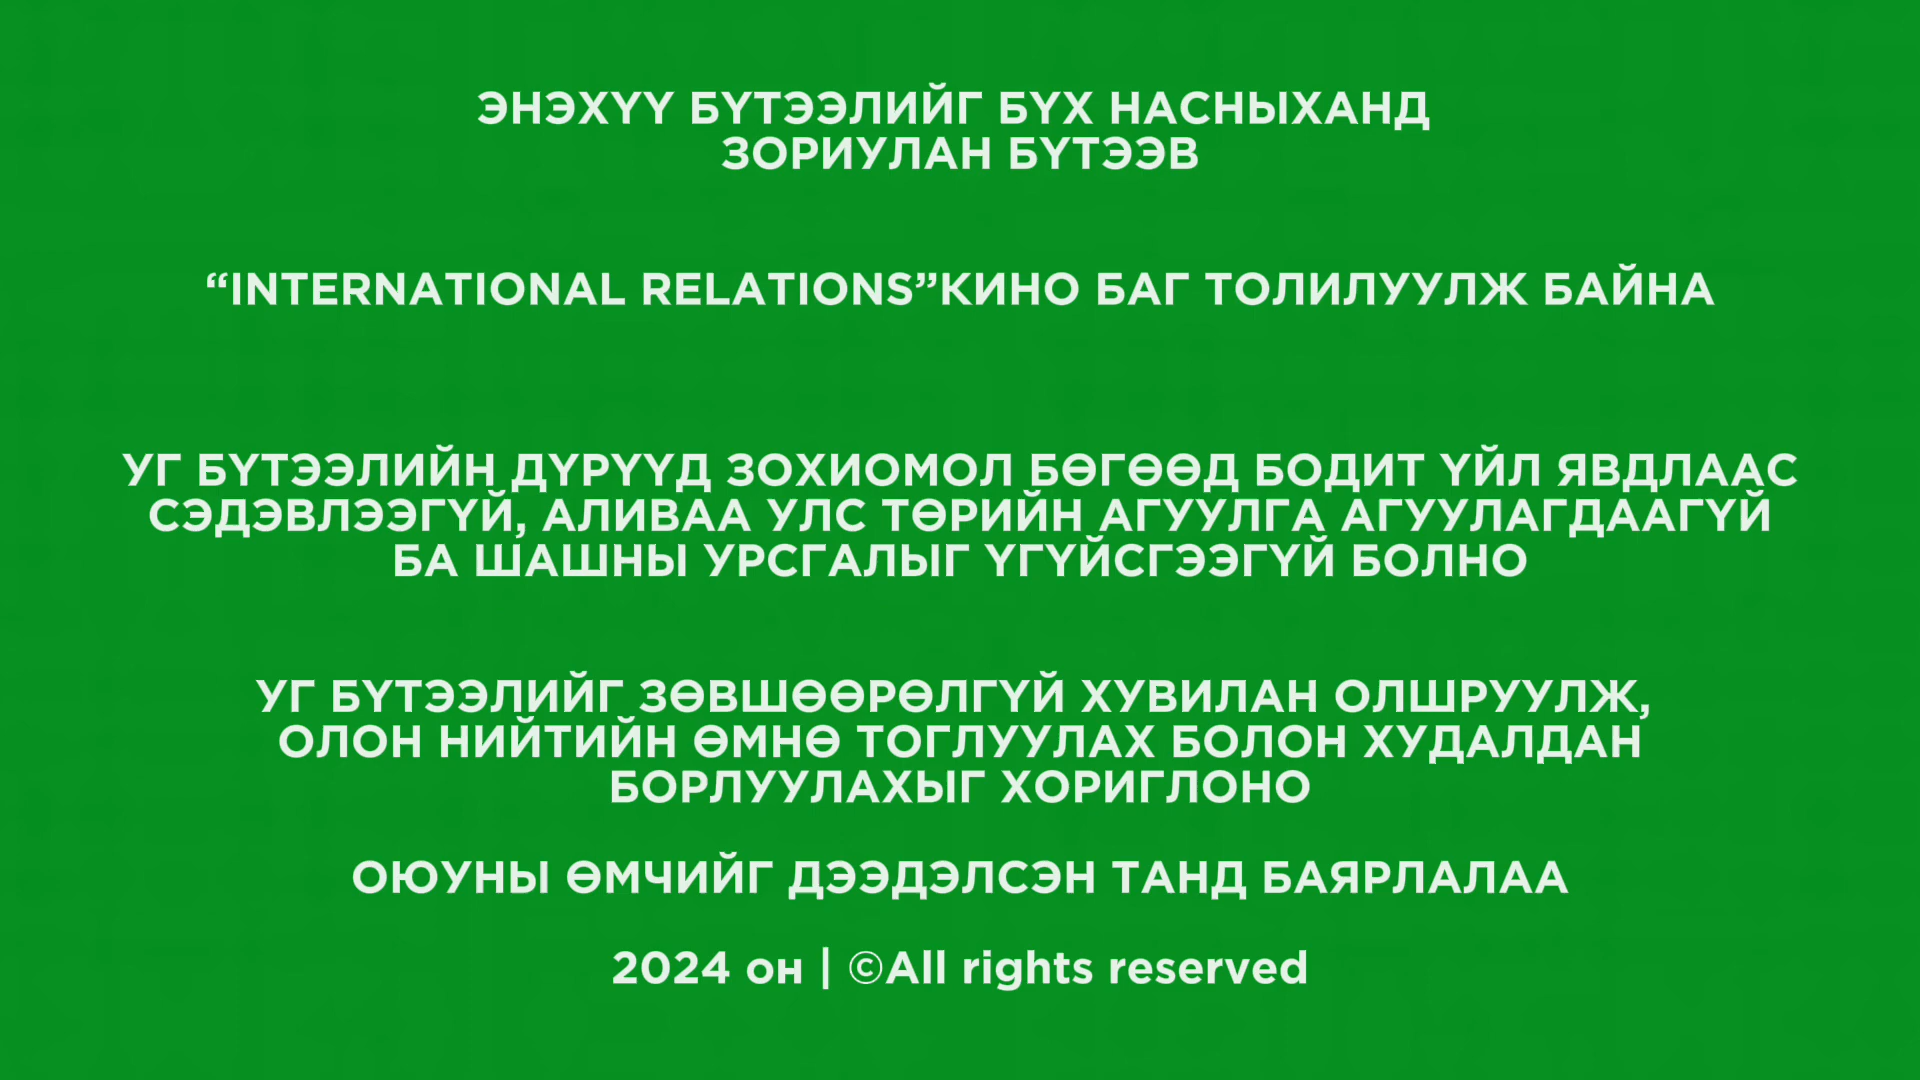 ЭНЭХҮҮ БҮТЭЭЛИЙГ БҮХ НАСНЫХАНД
ЗОРИУЛАН БҮТЭЭВ
“INTERNATIONAL RELATIONS”КИНО БАГ ТОЛИЛУУЛЖ БАЙНА
УГ БҮТЭЭЛИЙН ДҮРҮҮД ЗОХИОМОЛ БӨГӨӨД БОДИТ ҮЙЛ ЯВДЛААС
СЭДЭВЛЭЭГҮЙ, АЛИВАА УЛС ТӨРИЙН АГУУЛГА АГУУЛАГДААГҮЙ
БА ШАШНЫ УРСГАЛЫГ ҮГҮЙСГЭЭГҮЙ БОЛНО
УГ БҮТЭЭЛИЙГ ЗӨВШӨӨРӨЛГҮЙ ХУВИЛАН ОЛШРУУЛЖ,
ОЛОН НИЙТИЙН ӨМНӨ ТОГЛУУЛАХ БОЛОН ХУДАЛДАН
БОРЛУУЛАХЫГ ХОРИГЛОНО
ОЮУНЫ ӨМЧИЙГ ДЭЭДЭЛСЭН ТАНД БАЯРЛАЛАА
2024 он | ©All rights reserved